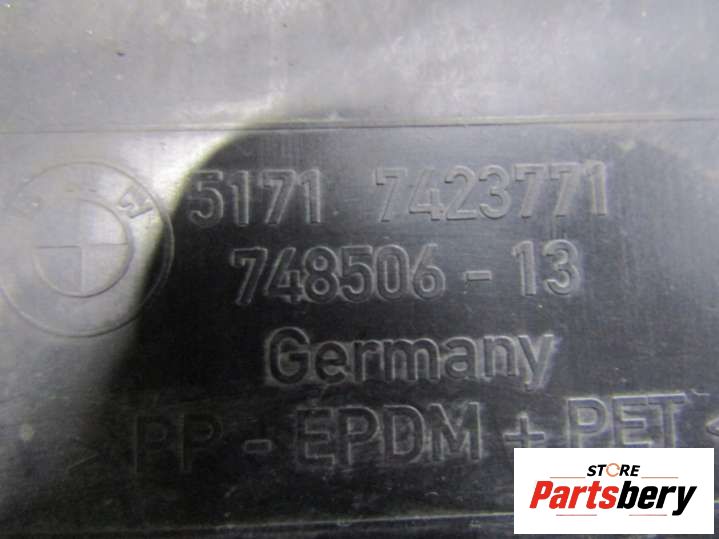 5171 7423771
748506-13
Germany
>PP-EPDM+PET<
STORE
Partsbery